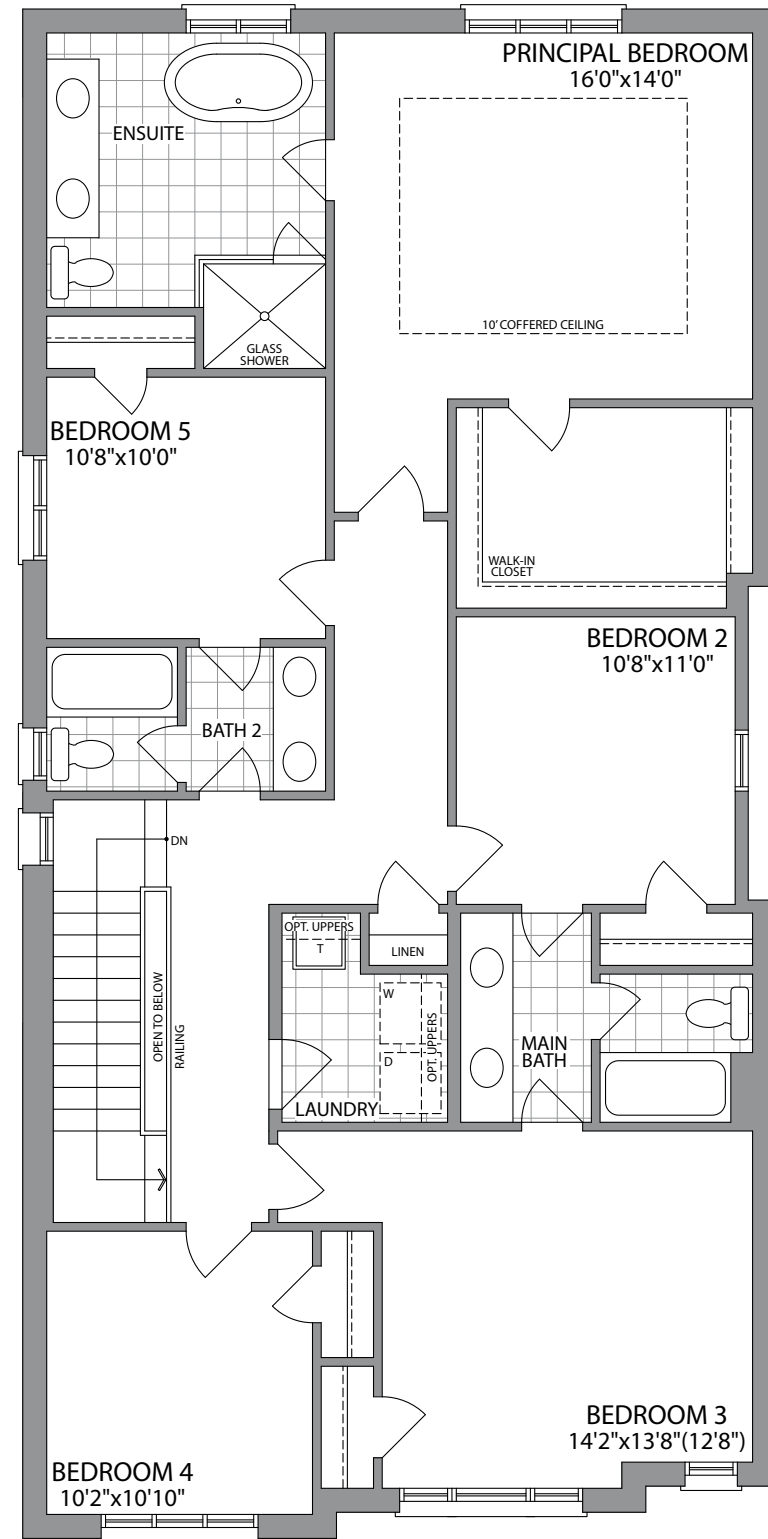 PRINCIPAL BEDROOM
16'0"x14'0"
ENSUITE
10' COFFERED CEILING
GLASS
SHOWER
BEDROOM 5
10'8"x10'0"
WALK-IN
CLOSET
BEDROOM 2
10'8"x11'0"
BATH 2
DN
OPT. UPPERS
T
LINEN
W
OPT. UPPERS
D
OPEN TO BELOW
RAILING
MAIN
BATH
LAUNDRY
BEDROOM 3
14'2"x13'8"(12'8")
BEDROOM 4
10'2"x10'10"